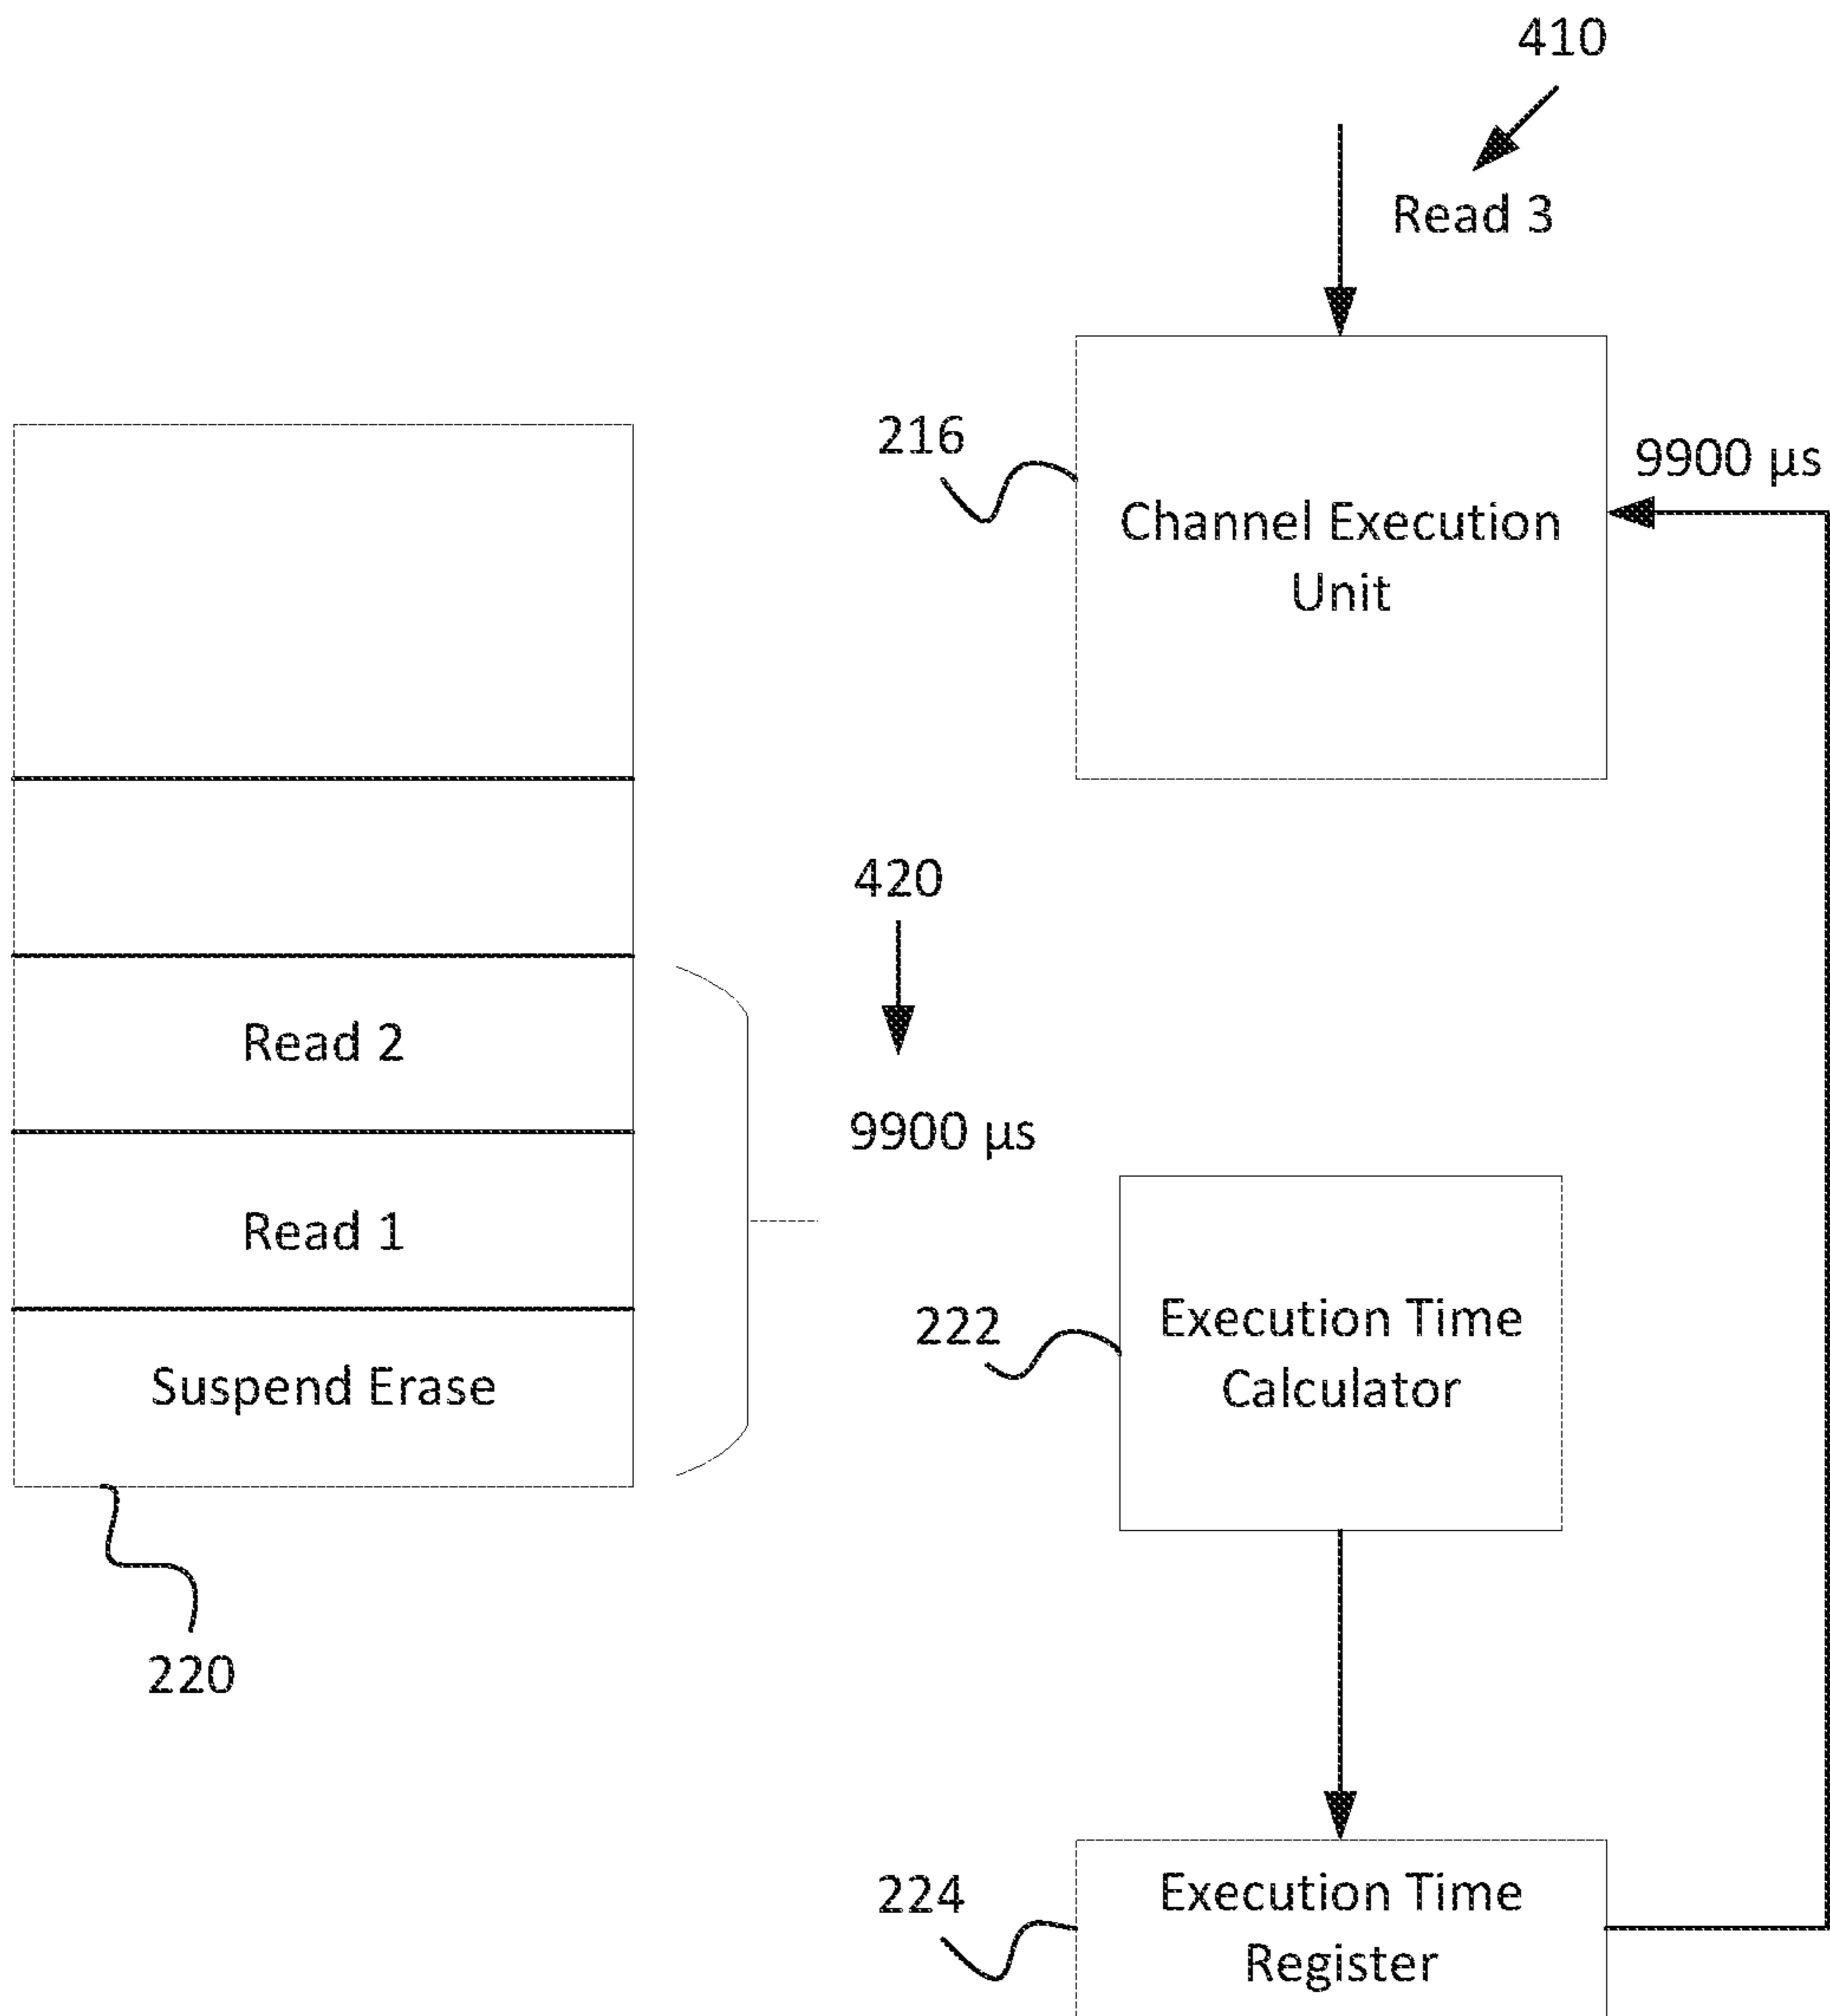 410
Read 3
216
9900 µs
Channel Execution
Unit
420
Read 2
9900 µs
Read 1
222
Execution Time
Calculator
Suspend Erase
220
224
Execution Time
Register